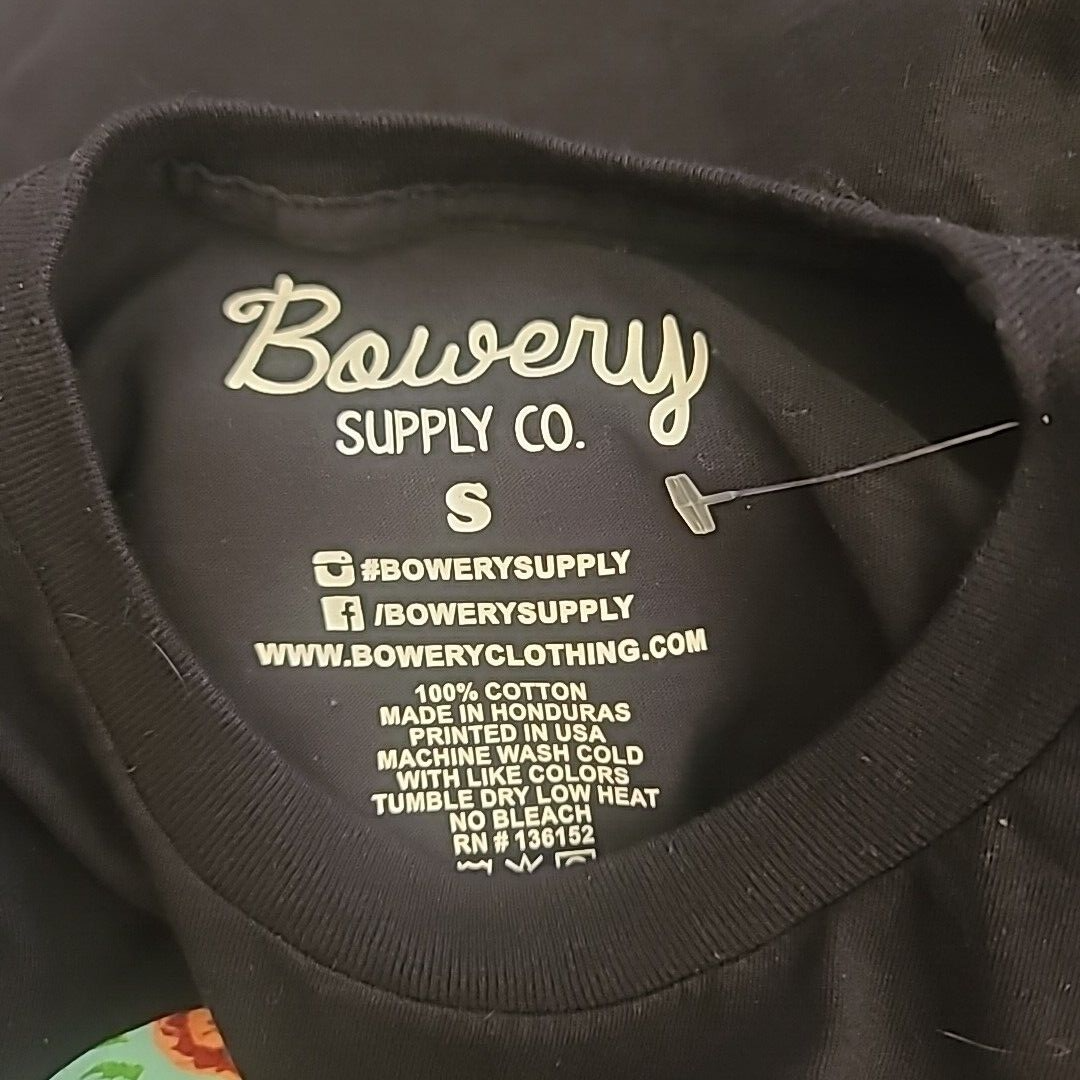 Bowery
SUPPLY CO.
S
#BOWERYSUPPLY
/BOWERYSUPPLY
WWW.BOWERYCLOTHING.COM
100% COTTON
MADE IN HONDURAS
PRINTED IN USA
MACHINE WASH COLD
WITH LIKE COLORS
TUMBLE DRY LOW HEAT
NO BLEACH
RN # 136152